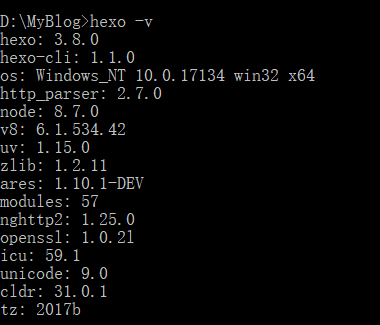 D:\MyBlog>hexo -v
hexo: 3.8.0
hexo-cli: 1.1.0
os: Windows_NT 10.0.17134 win32 x64
http_parser: 2.7.0
node: 8.7.0
v8: 6.1.534.42
uv: 1.15.0
zlib: 1.2.11
ares: 1.10.1-DEV
modules: 57
nghttp2: 1.25.0
openssl: 1.0.2l
icu: 59.1
unicode: 9.0
cldr: 31.0.1
tz: 2017b